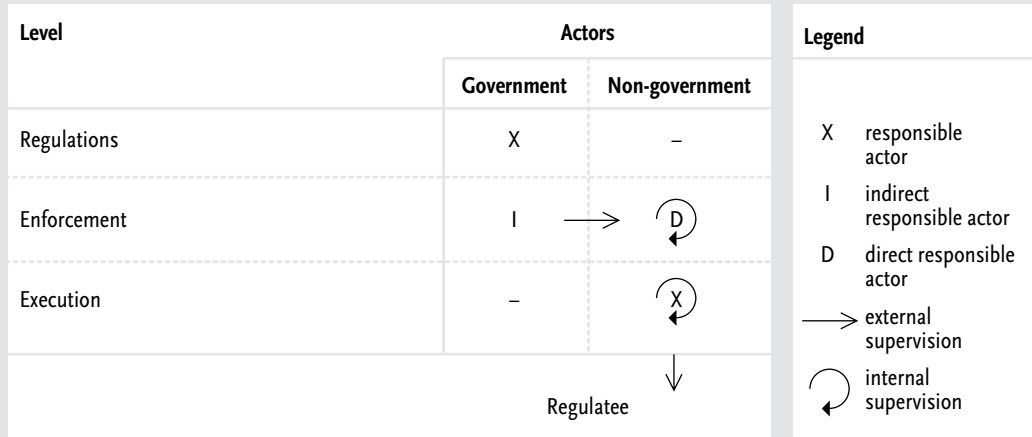 Level Actors
Government Non-government
Regulations X –
Enforcement I D
Execution – X
Regulatee
Legend
X responsible
actor
I indirect
responsible actor
D direct responsible
actor
external
supervision
internal
supervision